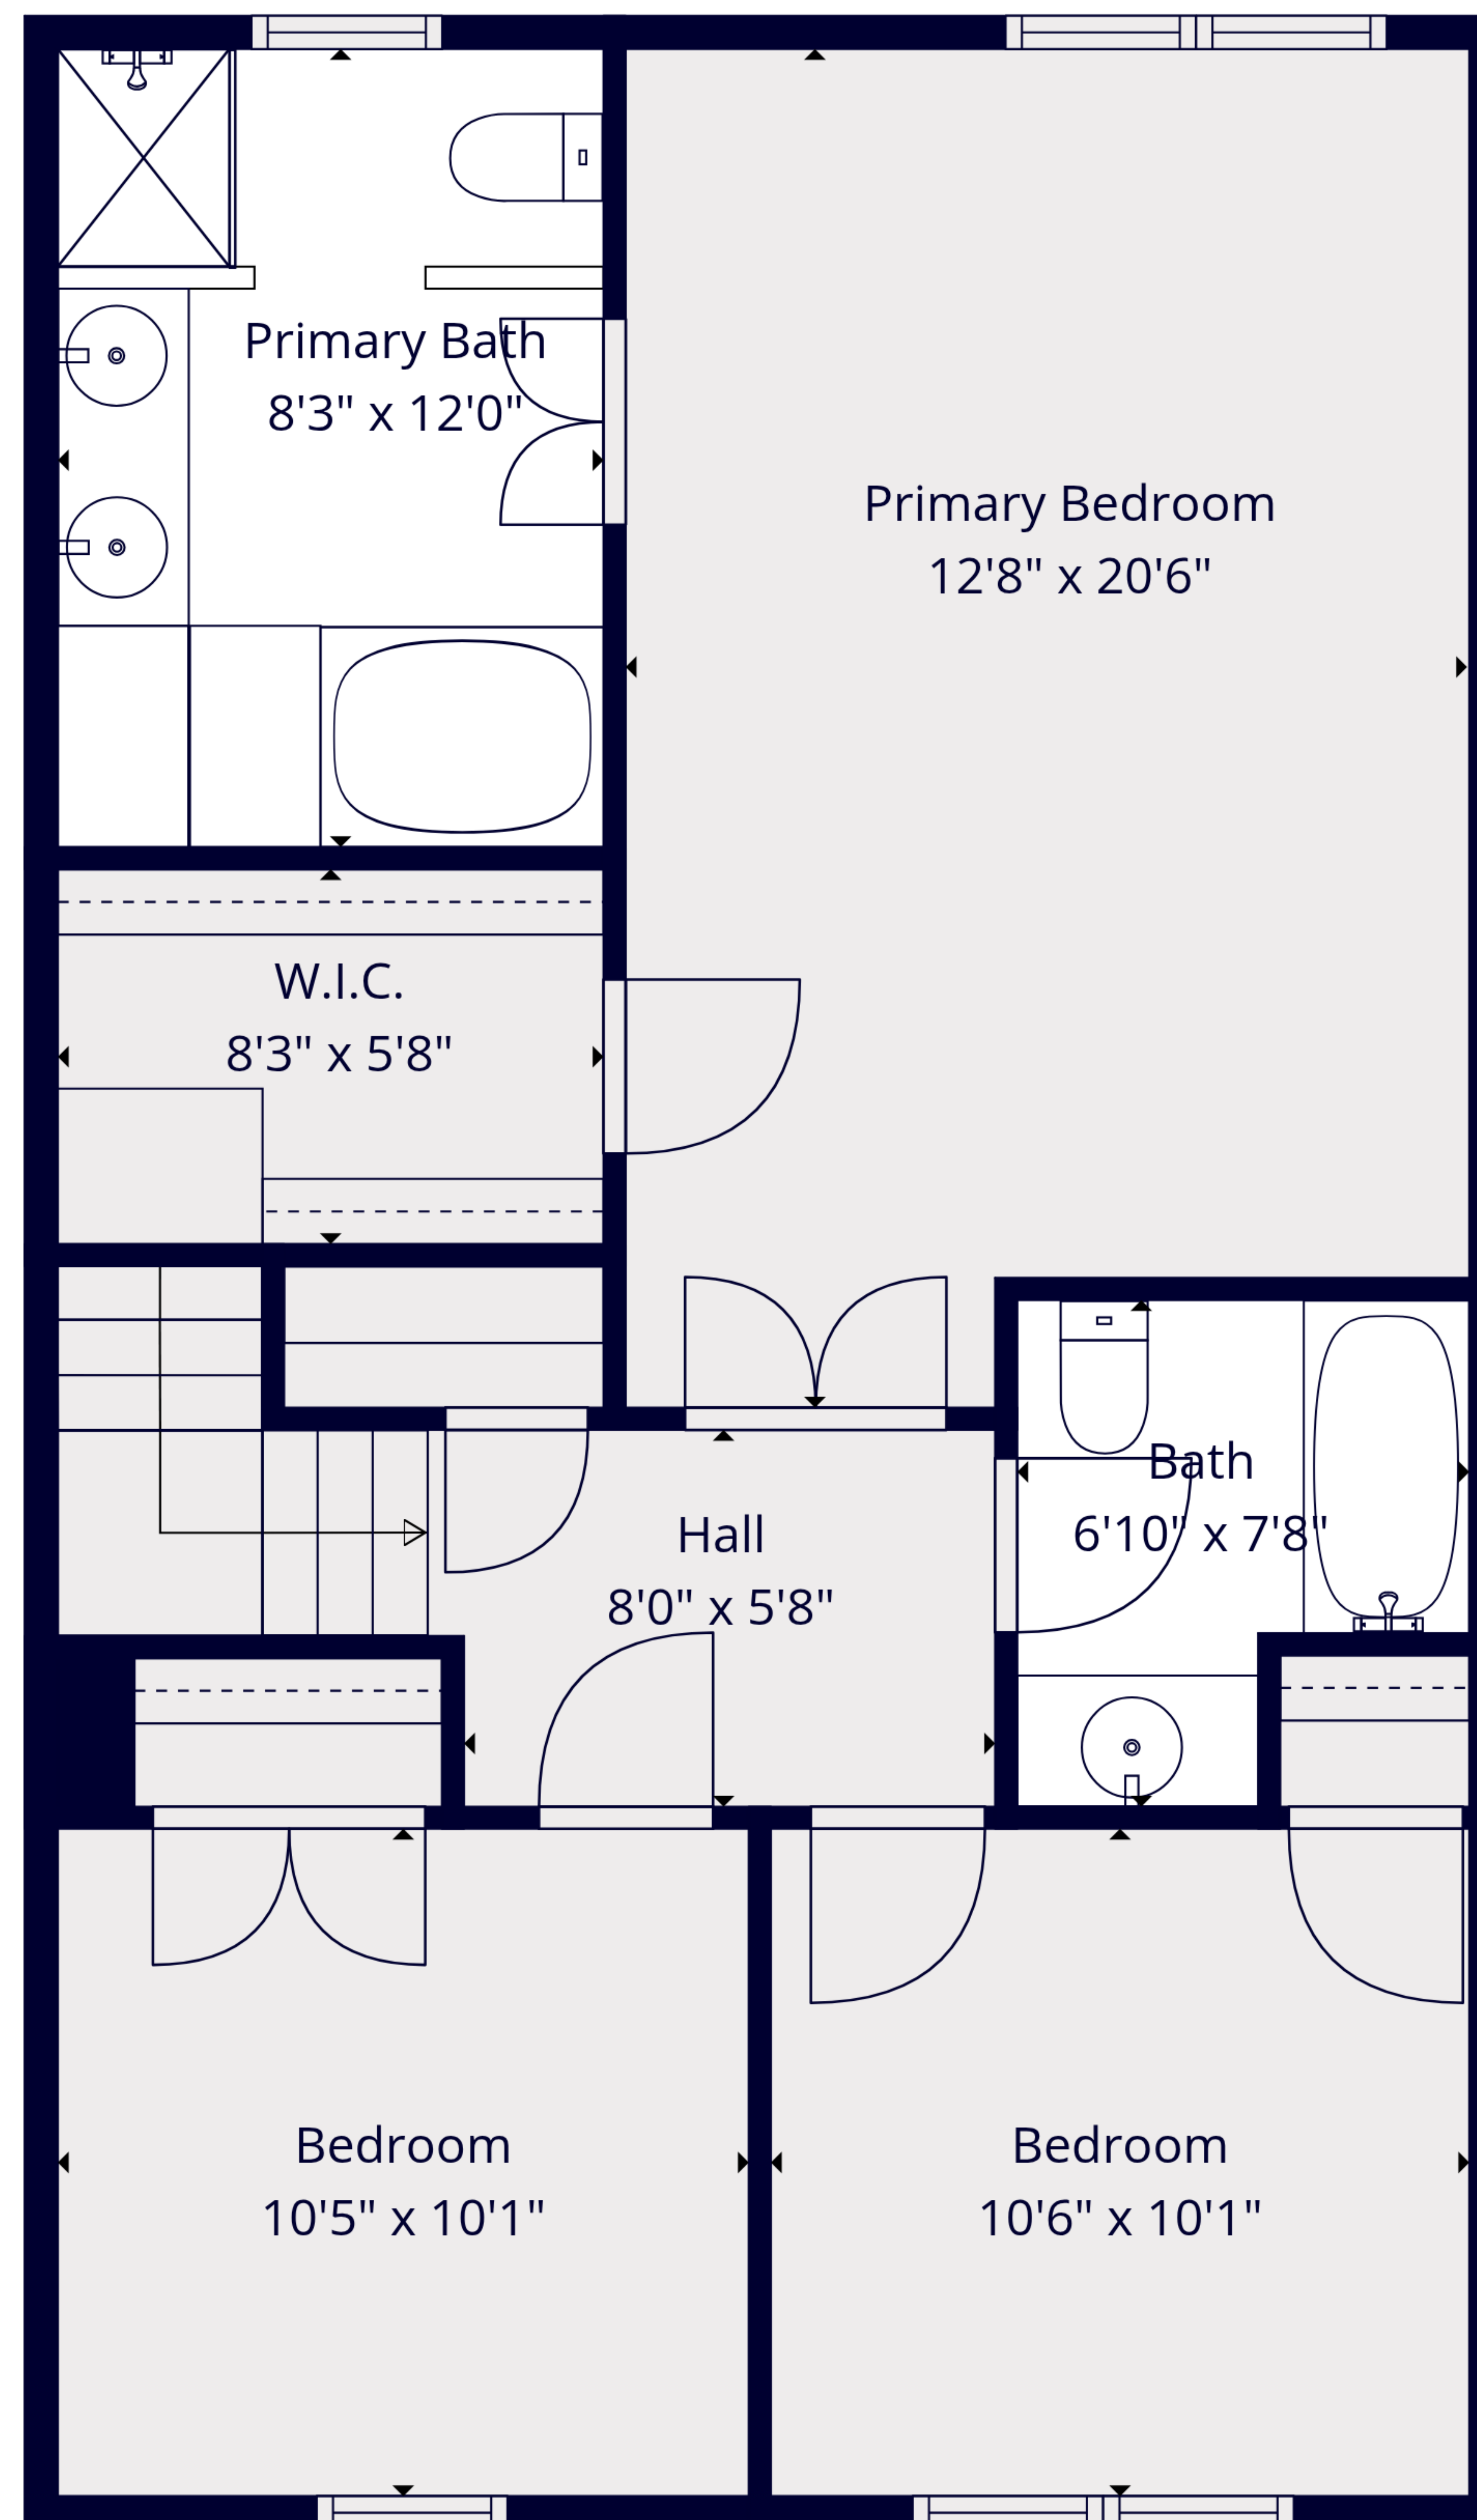 Primary Bath
8'3" x 12'0"
Primary Bedroom
12'8" x 20'6"
W.I.C.
8'3" x 5'8"
Bath
6'10" x 7'8"
Hall
8'0" x 5'8"
Bedroom
10'5" x 10'1"
Bedroom
10'6" x 10'1"